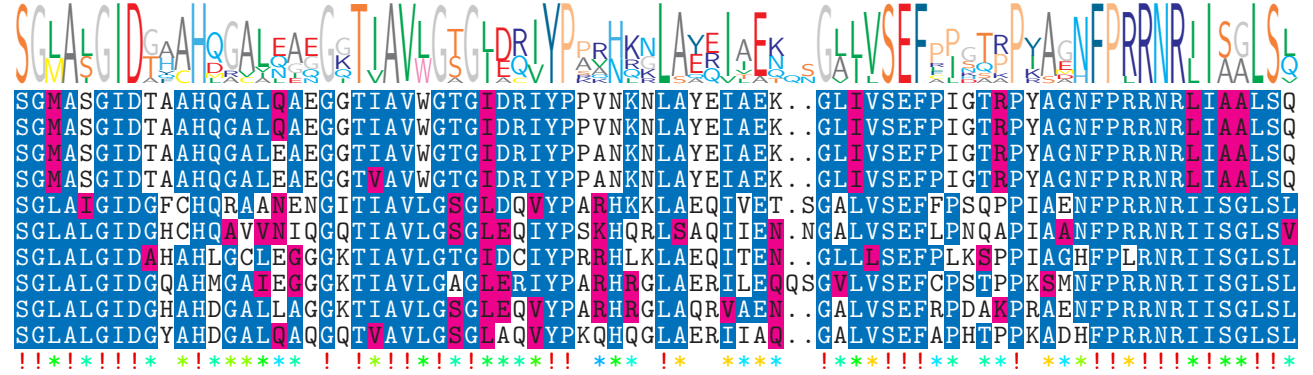 SGMASGIDTAAHQGALQAEGGTIAVWGTGIDRIYPPVNKNLAYEIAEK..GLIVSEFPIGTRPYAGNFPRRNRLIAALSQ
SGMASGIDTAAHQGALQAEGGTIAVWGTGIDRIYPPVNKNLAYEIAEK..GLIVSEFPIGTRPYAGNFPRRNRLIAALSQ
SGMASGIDTAAHQGALEAEGGTIAVWGTGIDRIYPPANKNLAYEIAEK..GLIVSEFPIGTRPYAGNFPRRNRLIAALSQ
SGMASGIDTAAHQGALEAEGGTVAVWGTGIDRIYPPANKNLAYEIAEK..GLIVSEFPIGTRPYAGNFPRRNRLIAALSQ
SGLAIGIDGFCHQRAANENGITIAVLGSGLDQVYPARHKKLAEQIVET.SGALVSEFFPSQPPIAENFPRRNRIISGLSL
SGLALGIDGHCHQAVVNIQGQTIAVLGSGLEQIYPSKHQRLSAQIIEN.NGALVSEFLPNQAPIAANFPRRNRIISGLSV
SGLALGIDAHAHLGCLEGGGKTIAVLGTGIDCIYPRRHLKLAEQITEN..GLLLSEFPLKSPPIAGHFPLRNRIISGLSL
SGLALGIDGQAHMGAIEGGGKTIAVLGAGLERIYPARHRGLAERILEQQSGVLVSEFCPSTPPKSMNFPRRNRIISGLSL
SGLALGIDGHAHDGALLAGGKTIAVLGSGLEQVYPARHRGLAQRVAEN..GALVSEFRPDAKPRAENFPRRNRIISGLSL
SGLALGIDGYAHDGALQAQGQTVAVLGSGLAQVYPKQHQGLAERIIAQ..GALVSEFAPHTPPKADHFPRRNRIISGLSL